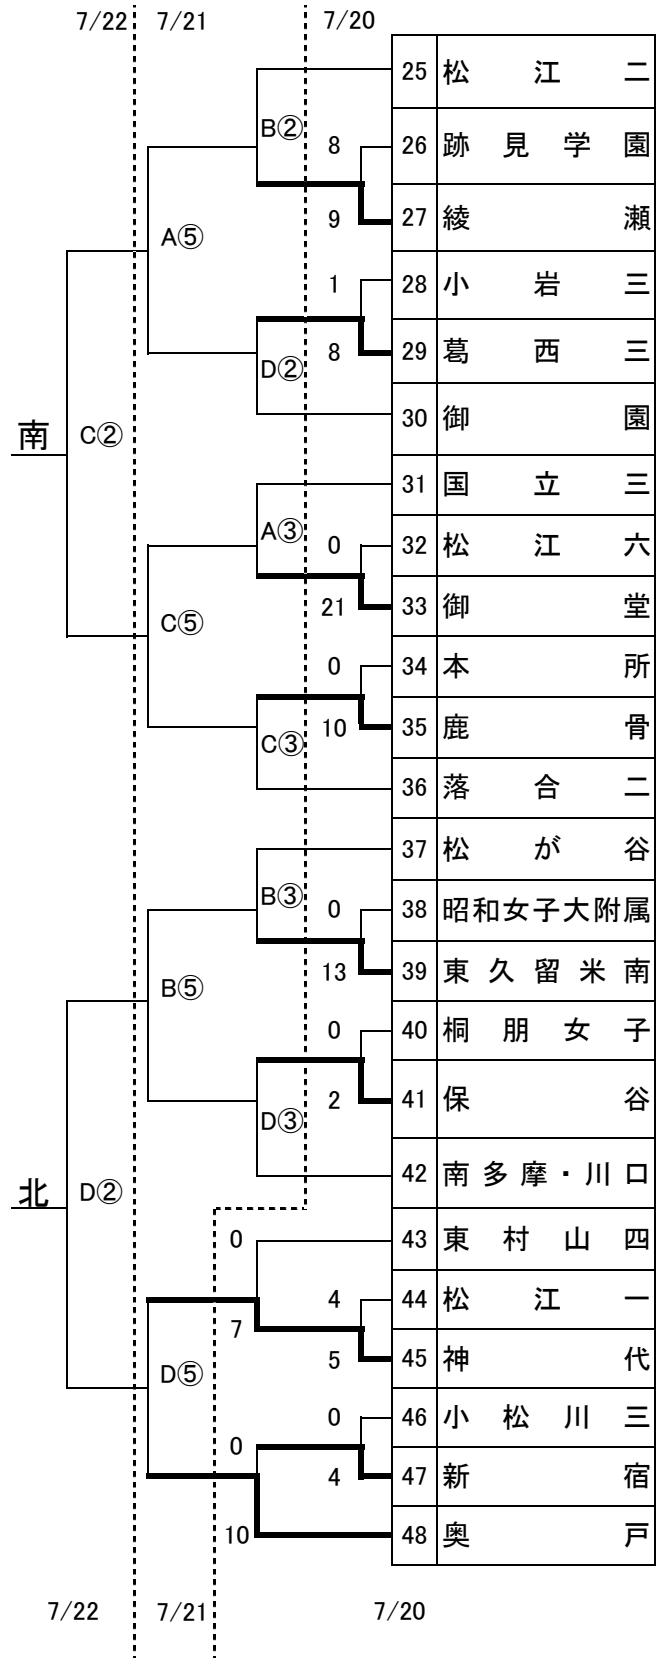 7/22 7/21 7/20
25 松江二
B② 8 26 跡見学園
9 27 綾瀬
A⑤
1 28 小岩三
8 29 葛西三
D②
30 御園
南 C②
31 国立三
A③ 0 32 松江六
21 33 御堂
C⑤
0 34 本所
10 35 鹿骨
C③
36 落合二
37 松が谷
B③ 0 38 昭和女子大附属
13 39 東久留米南
B⑤
0 40 桐朋女子
2 41 保谷
D③
42 南多摩・川口
北 D②
0 43 東村山四
4 44 松江一
7
5 45 神代
D⑤
0 46 小松川三
0
4 47 新宿
10 48 奥戸
7/22 7/21 7/20